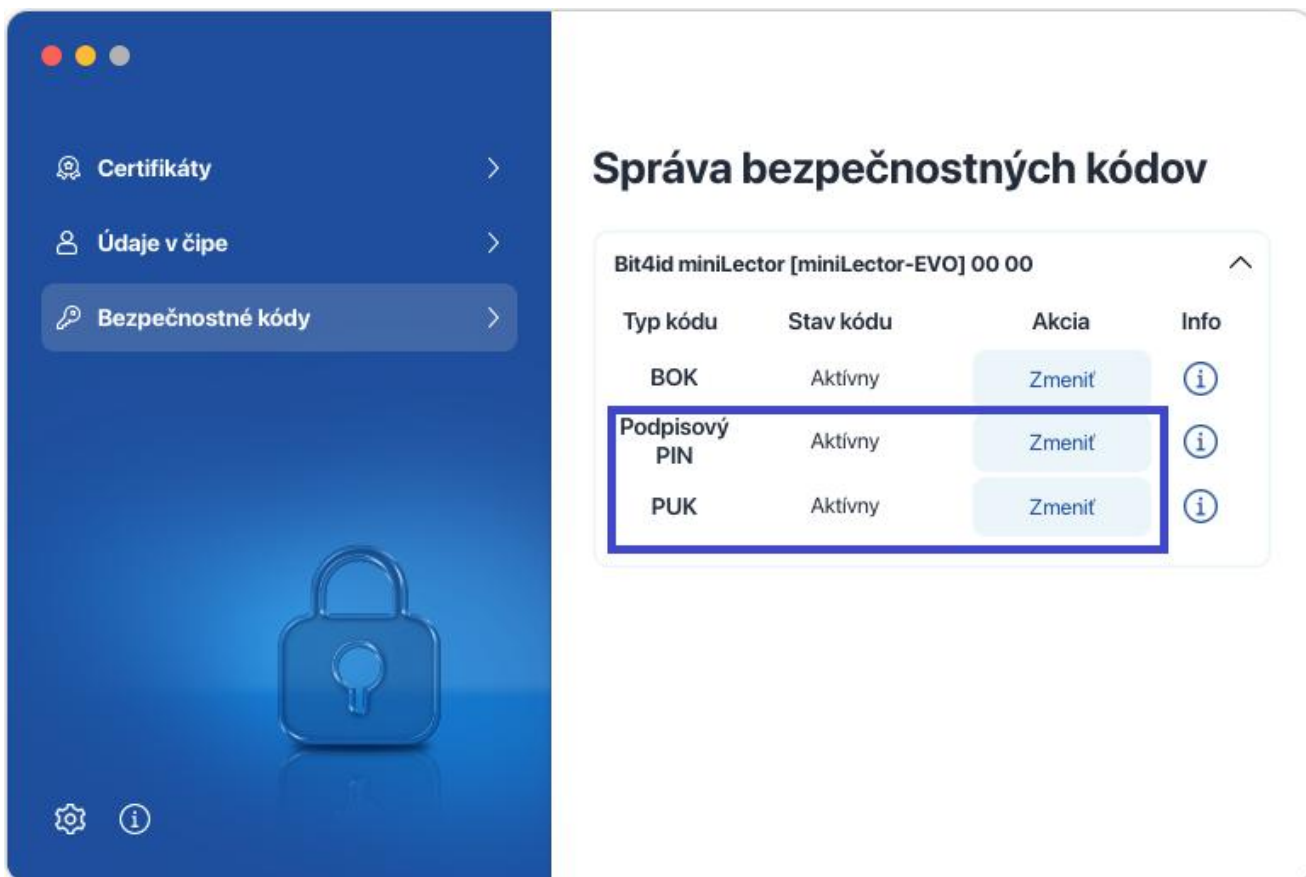 Certifikáty
Údaje v čipe
Bezpečnostné kódy
Správa bezpečnostných kódov
Bit4id miniLector [miniLector-EVO] 00 00
Typ kódu Stav kódu Akcia Info
BOK Aktívny Zmeniť
Podpisový
PIN Aktívny Zmeniť
PUK Aktívny Zmeniť